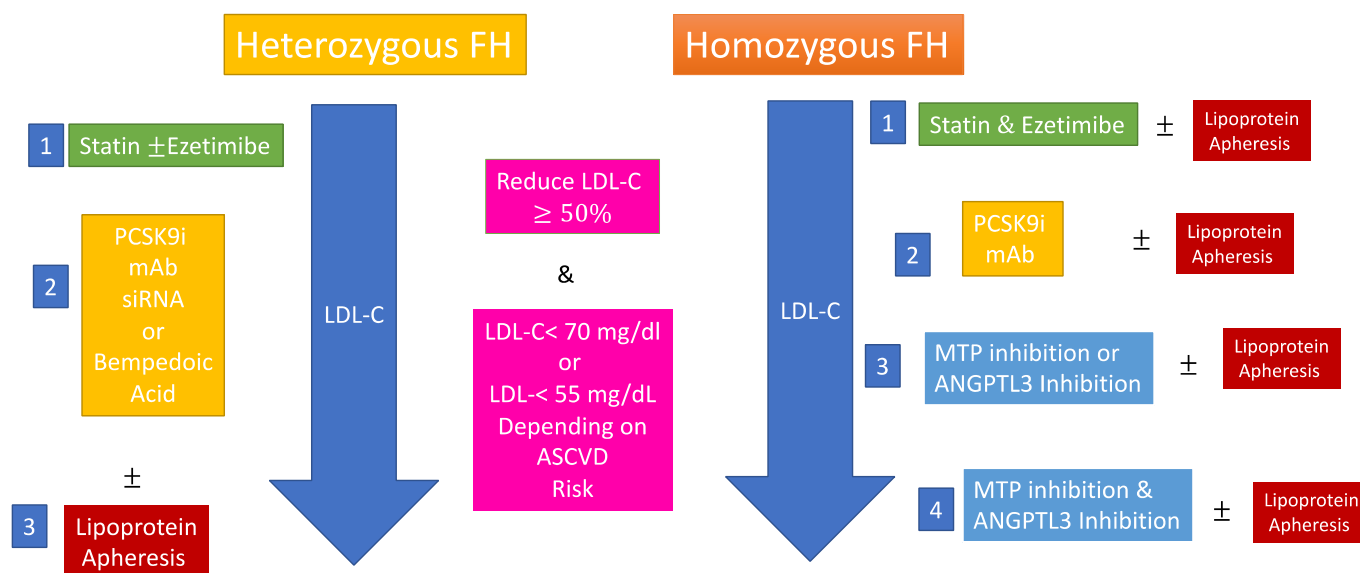 Heterozygous FH
1
Statin ±Ezetimibe
2
PCSK9i
mAb
siRNA
or
Bempedoic
Acid
±
3
Lipoprotein
Apheresis
LDL-C
Reduce LDL-C
≥ 50%
&
LDL-C< 70 mg/dl
or
LDL-< 55 mg/dL
Depending on
ASCVD
Risk
Homozygous FH
LDL-C
1
Statin & Ezetimibe
±
Lipoprotein
Apheresis
2
PCSK9i
mAb
±
Lipoprotein
Apheresis
3
MTP inhibition or
ANGPTL3 Inhibition
±
Lipoprotein
Apheresis
4
MTP inhibition &
ANGPTL3 Inhibition
±
Lipoprotein
Apheresis